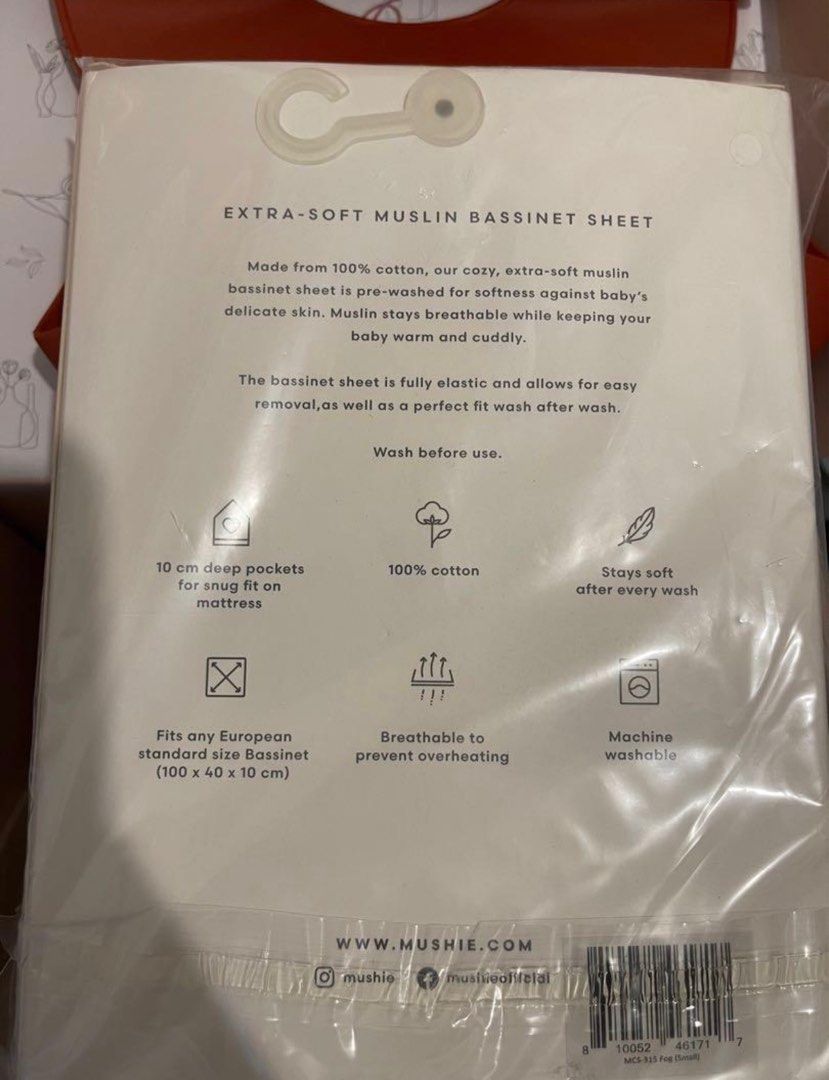 EXTRA-SOFT MUSLIN BASSINET SHEET
Made from 100% cotton, our cozy, extra-soft muslin
bassinet sheet is pre-washed for softness against baby's
delicate skin. Muslin stays breathable while keeping your
baby warm and cuddly.
The bassinet sheet is fully elastic and allows for easy
removal,as well as a perfect fit wash after wash.
Wash before use.
10 cm deep pockets
for snug fit on
mattress
100% cotton
Stays soft
after every wash
Fits any European
standard size Bassinet
(100 x 40 x 10 cm)
Breathable to
prevent overheating
Machine
washable
WWW.MUSHIE.COM
mushie mushieofficial
8 10052 46171 7
MCS-315 Fog (Small)